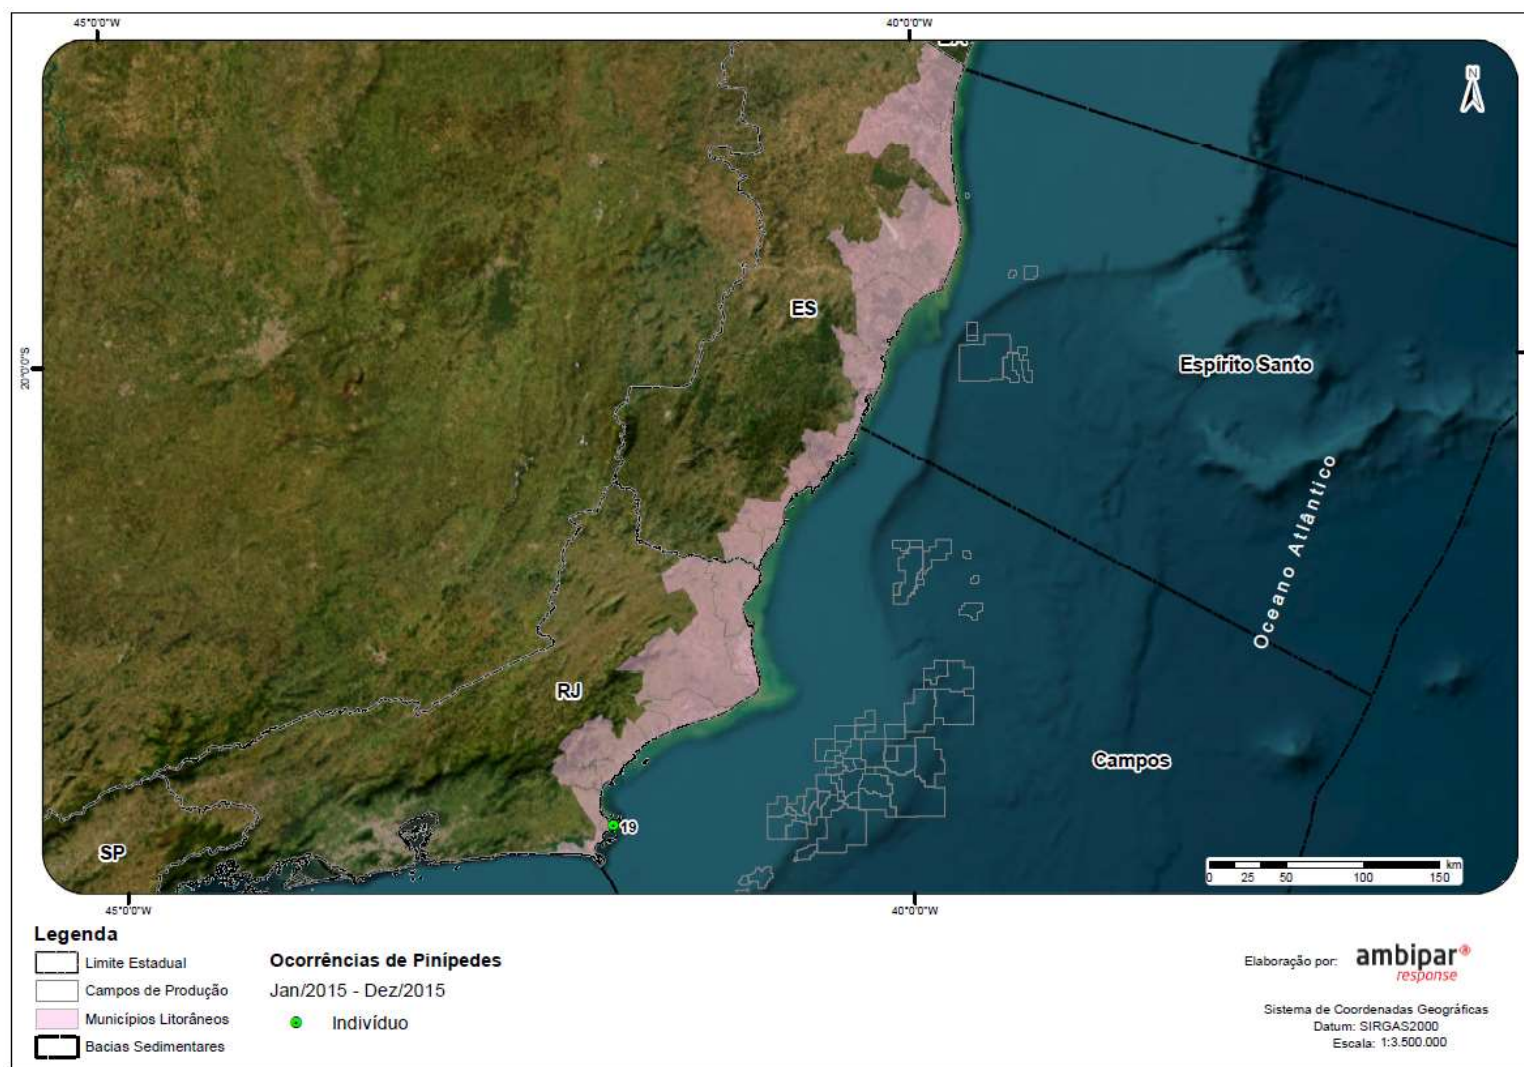 45°0'0"W
40°0'0"W
N
ES
20°0'0"S
Espírito Santo
Oceano Atlântico
RJ
Campos
19
SP
km
0 25 50 100 150
45°0'0"W
40°0'0"W
Legenda
Limite Estadual
Campos de Produção
Municípios Litorâneos
Bacias Sedimentares
Ocorrências de Pinípedes
Jan/2015 - Dez/2015
Indivíduo
Elaboração por:
ambipar®
response
Sistema de Coordenadas Geográficas
Datum: SIRGAS2000
Escala: 1:3.500.000